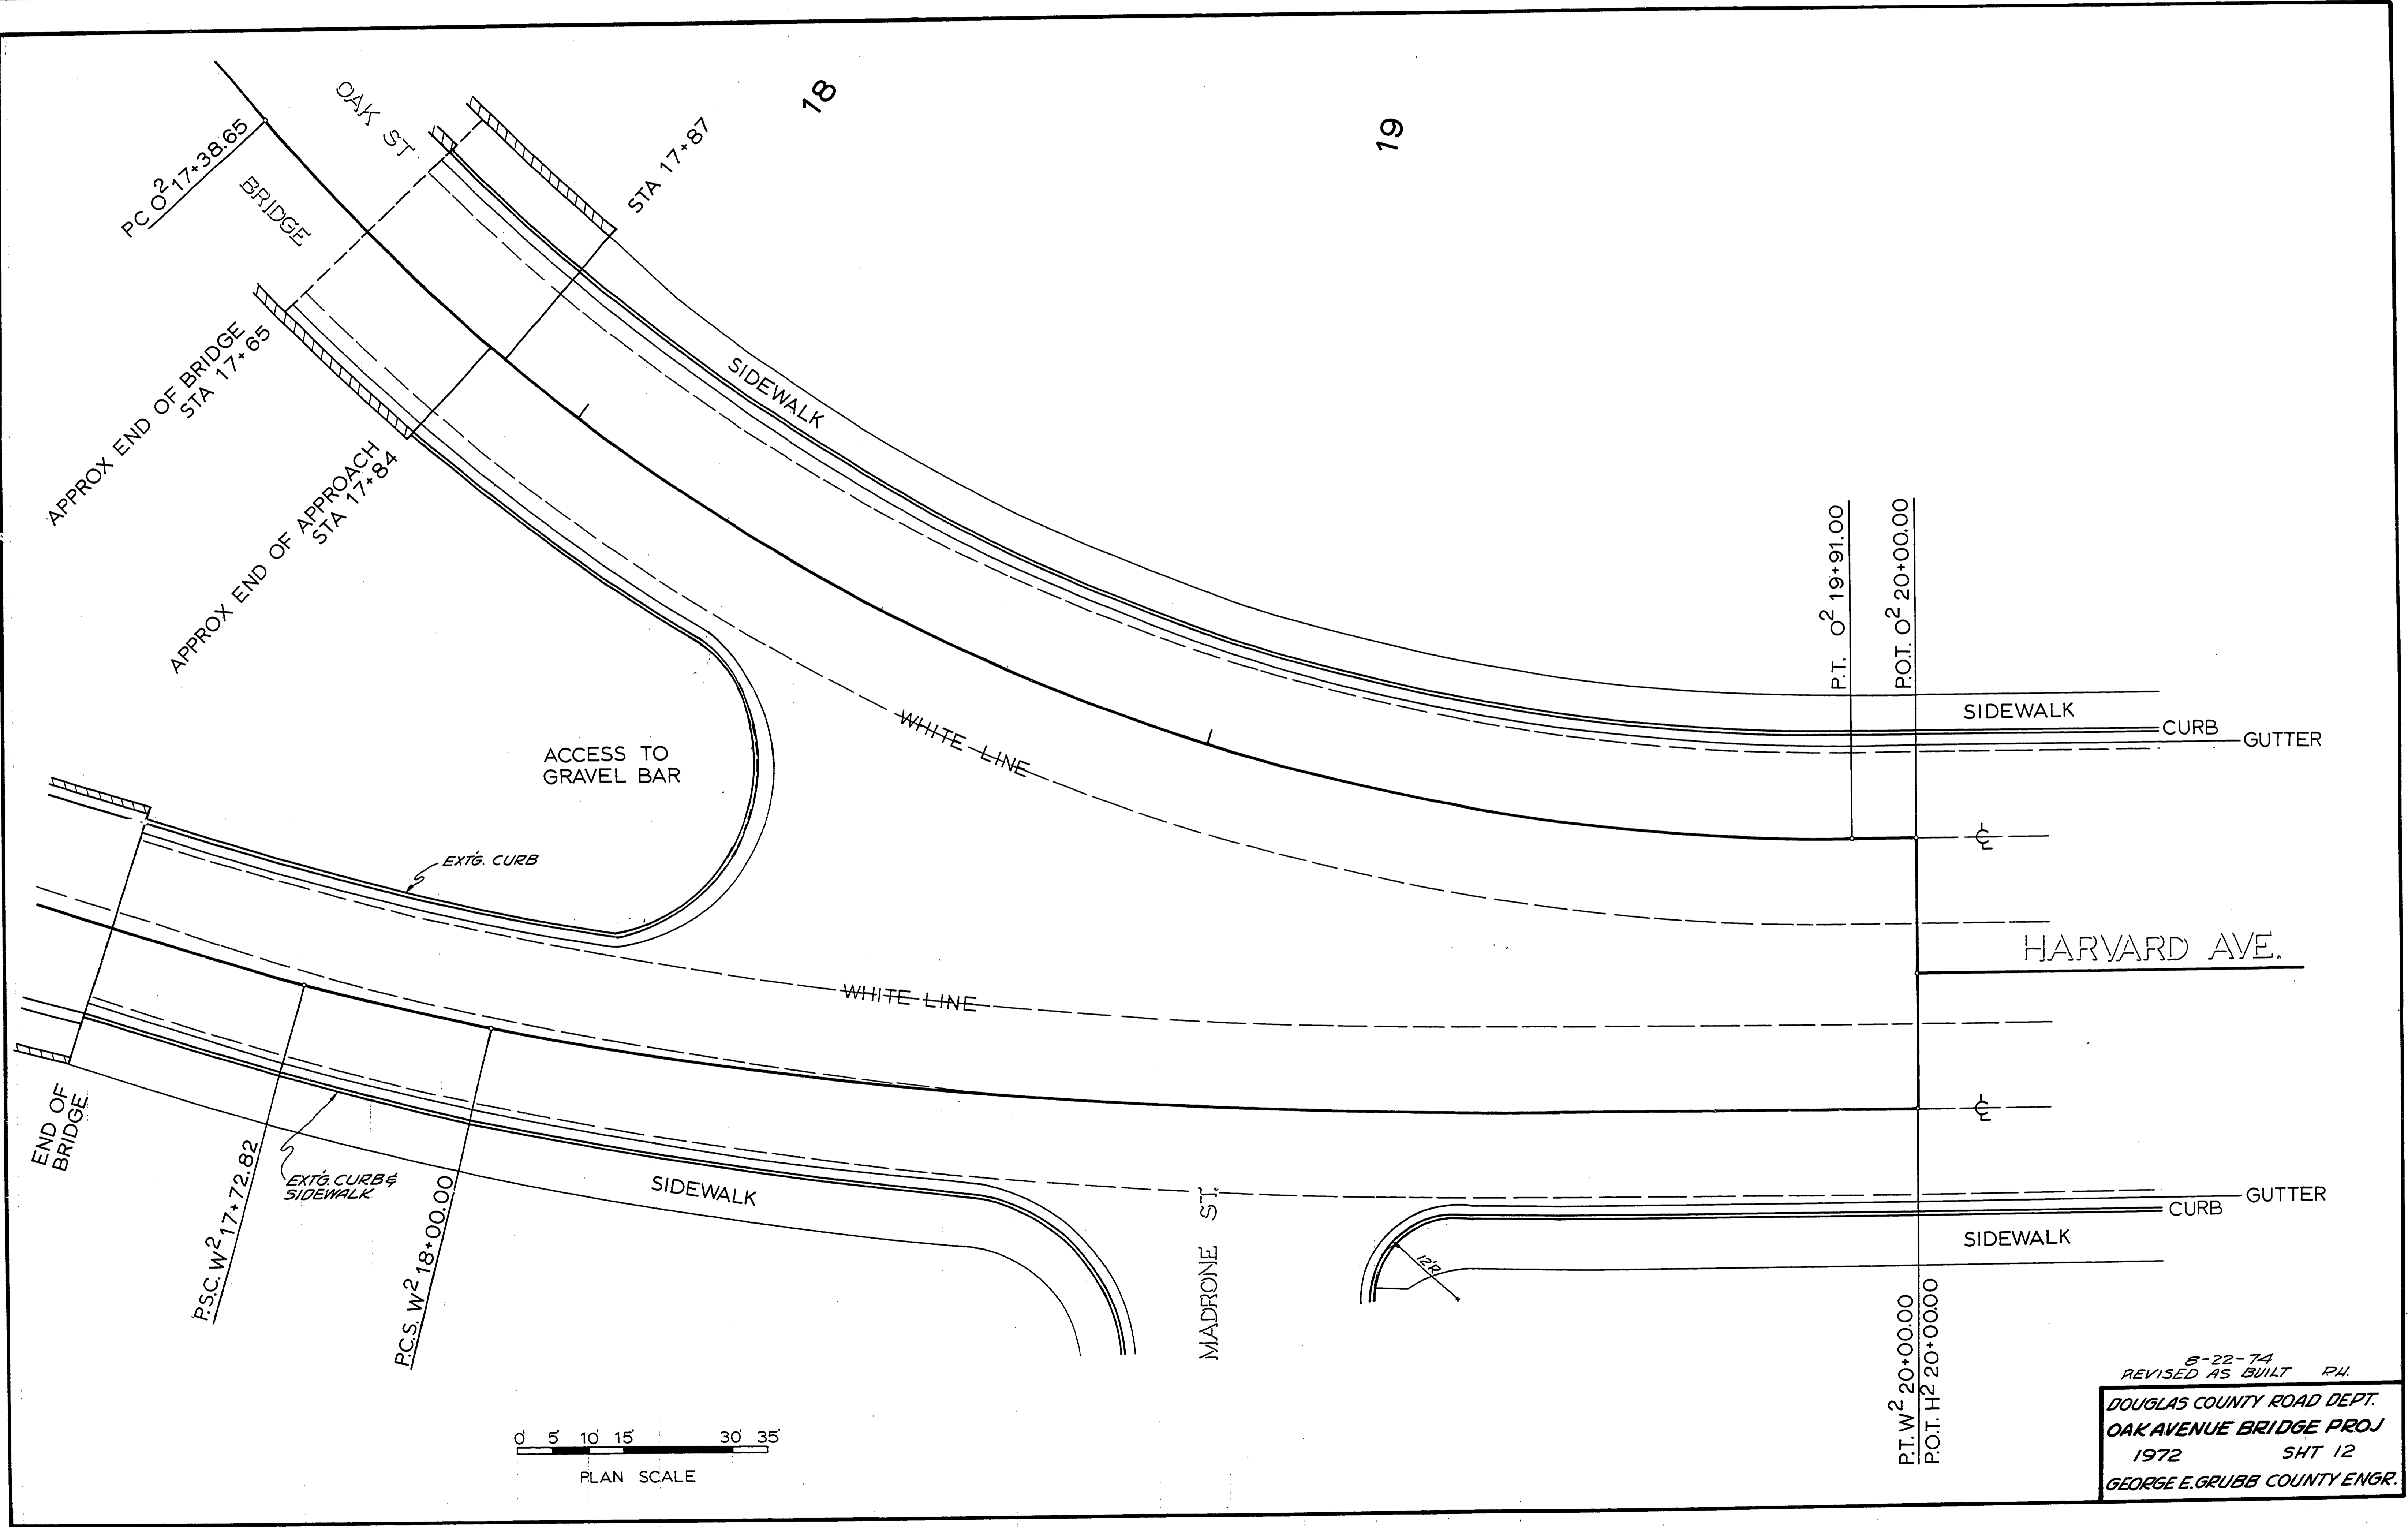 18
19
OAK ST.
PC O² 17+38.65
BRIDGE
STA 17+87
APPROX END OF BRIDGE
STA 17+65
APPROX END OF APPROACH
STA 17+84
SIDEWALK
P.T. O² 19+91.00
P.O.T. O² 20+00.00
SIDEWALK
CURB
GUTTER
WHITE LINE
ACCESS TO
GRAVEL BAR
℄
EXT'G. CURB
HARVARD AVE.
WHITE LINE
℄
END OF
BRIDGE
P.S.C. W² 17+72.82
EXT'G. CURB &
SIDEWALK
P.C.S. W² 18+00.00
SIDEWALK
MADRONE ST.
12'R.
GUTTER
CURB
SIDEWALK
P.T. W² 20+00.00
P.O.T. H² 20+00.00
0' 5' 10' 15' 30' 35'
PLAN SCALE
8-22-74
REVISED AS BUILT
DOUGLAS COUNTY ROAD DEPT.
OAK AVENUE BRIDGE PROJ
1972 SHT 12
GEORGE E. GRUBB COUNTY ENGR.